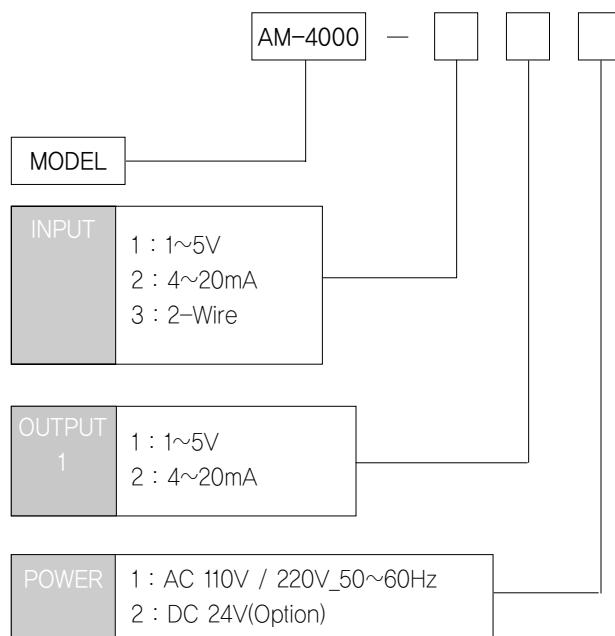 AM-4000 —
MODEL
INPUT
1 : 1~5V
2 : 4~20mA
3 : 2-Wire
OUTPUT
1
1 : 1~5V
2 : 4~20mA
POWER
1 : AC 110V / 220V_50~60Hz
2 : DC 24V(Option)